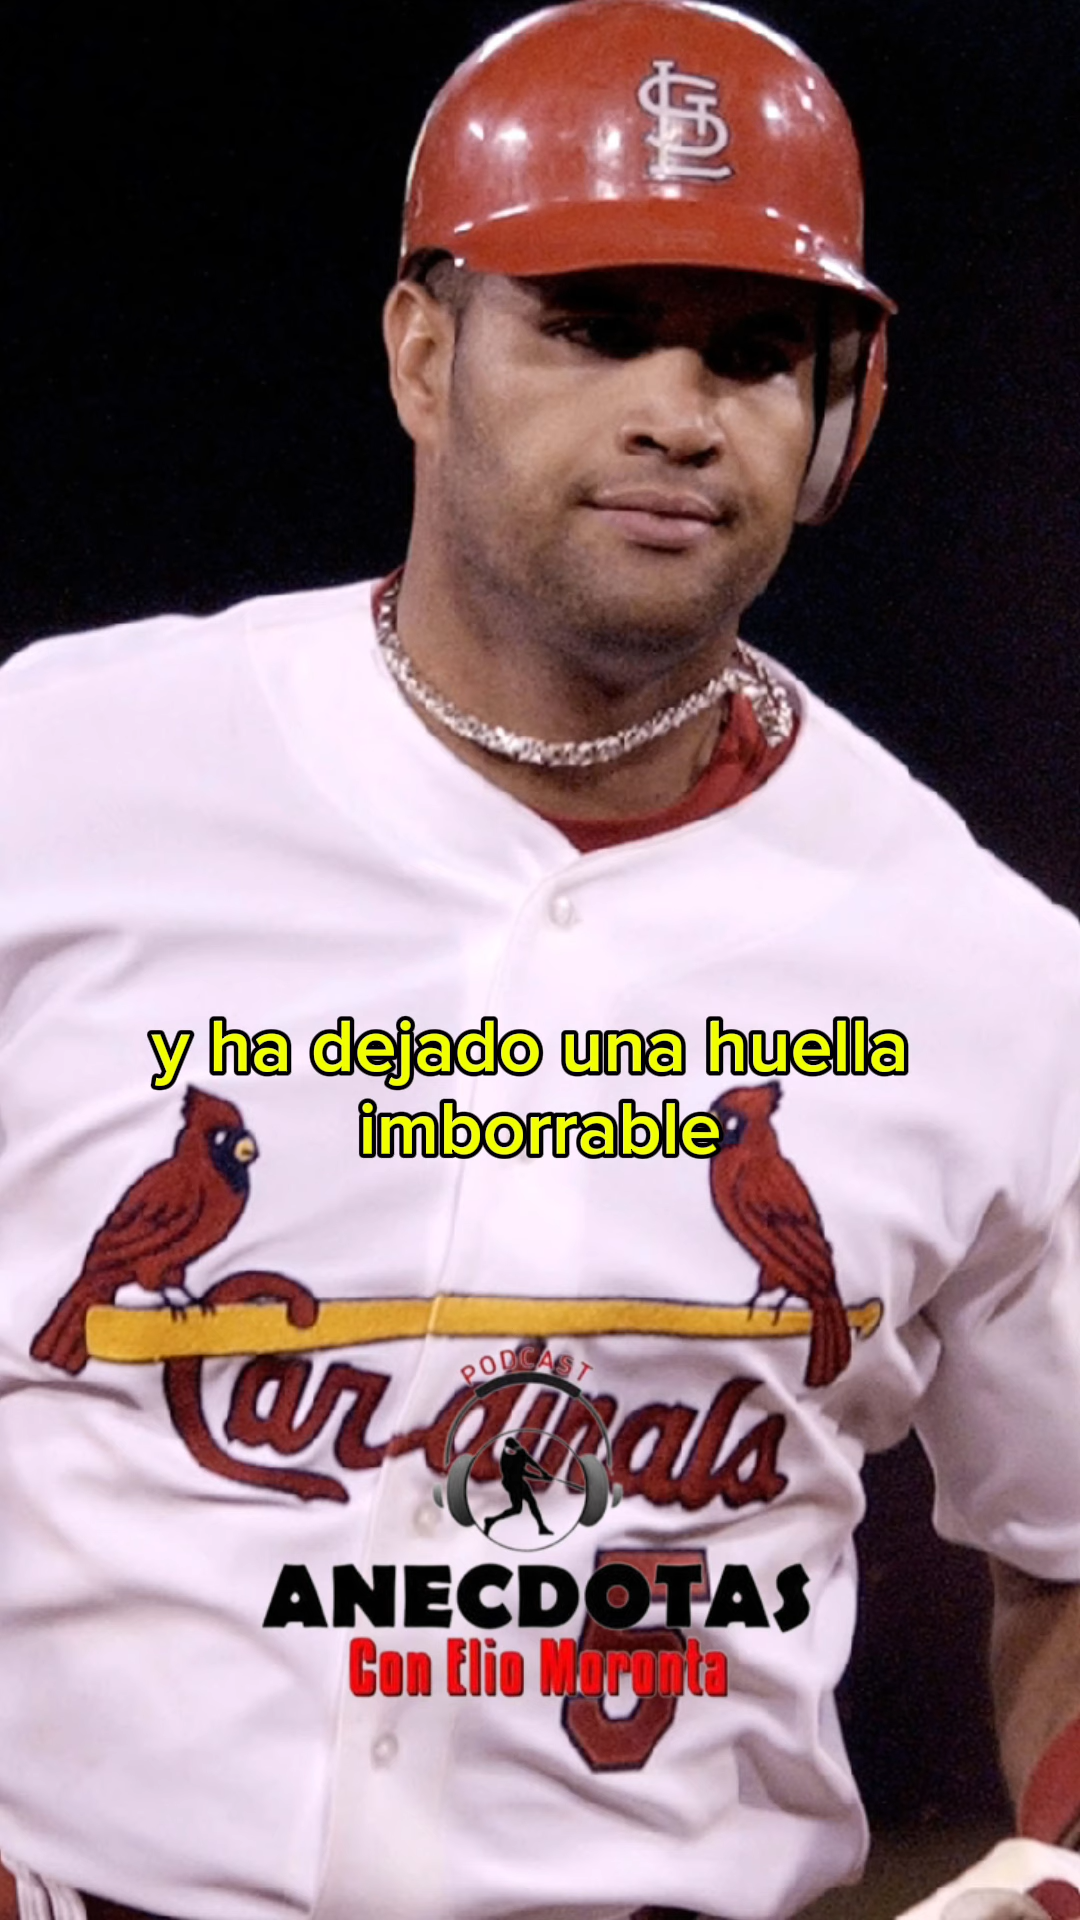 STL
y ha dejado una huella
imborrable
Cardinals
PODCAST
ANECDOTAS
5
Con Elio Moronta